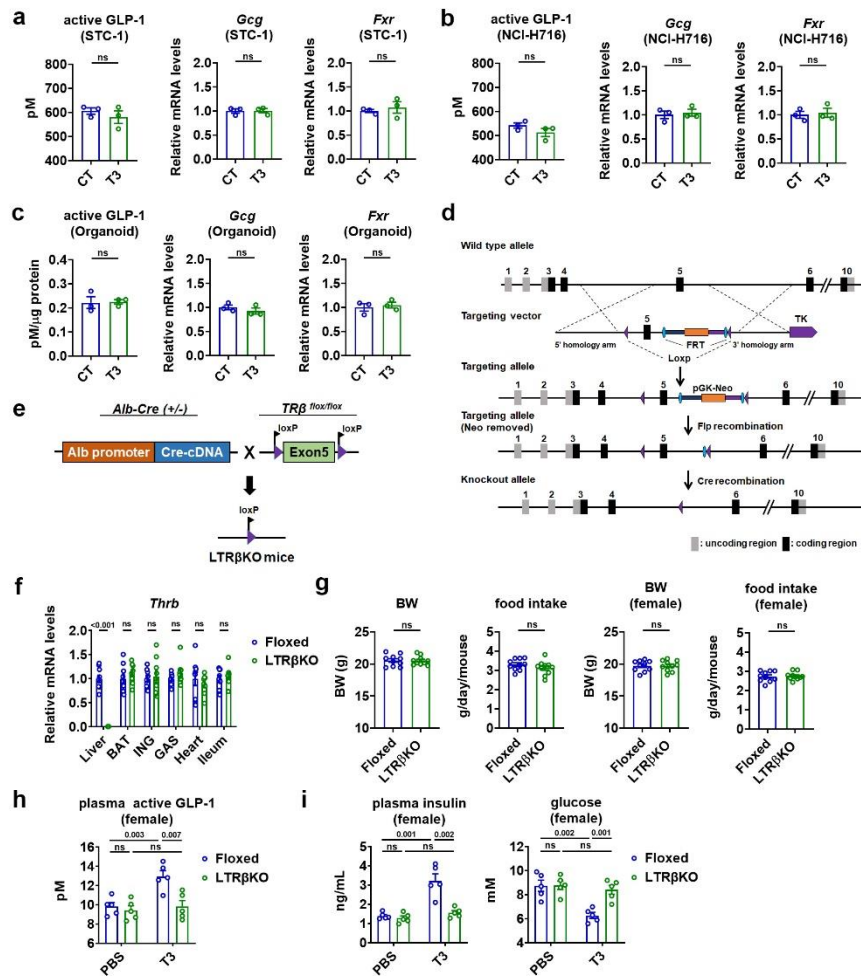 a
active GLP-1
(STC-1)
ns
pM
800
700
600
500
400
CT
T3
Gcg
(STC-1)
ns
Relative mRNA levels
2.0
1.5
1.0
0.5
0.0
CT
T3
Fxr
(STC-1)
ns
Relative mRNA levels
2.0
1.5
1.0
0.5
0.0
CT
T3
b
active GLP-1
(NCI-H716)
ns
pM
800
700
600
500
400
CT
T3
Gcg
(NCI-H716)
ns
Relative mRNA levels
2.0
1.5
1.0
0.5
0.0
CT
T3
Fxr
(NCI-H716)
ns
Relative mRNA levels
2.0
1.5
1.0
0.5
0.0
CT
T3
c
active GLP-1
(Organoid)
ns
pM/µg protein
0.4
0.3
0.2
0.1
0.0
CT
T3
Gcg
(Organoid)
ns
Relative mRNA levels
2.0
1.5
1.0
0.5
0.0
CT
T3
Fxr
(Organoid)
ns
Relative mRNA levels
2.0
1.5
1.0
0.5
0.0
CT
T3
d
Wild type allele
1 2 3 4 5 6 10
Targeting vector
5
TK
5' homology arm
FRT
3' homology arm
Loxp
Targeting allele
pGK-Neo
1 2 3 4 5 6 10
Targeting allele
(Neo removed)
Flp recombination
1 2 3 4 5 6 10
Knockout allele
Cre recombination
1 2 3 4 6 10
: uncoding region
: coding region
e
Alb-Cre (+/-)
TRβ flox/flox
loxP
loxP
Alb promoter
Cre-cDNA
X
Exon5
loxP
LTRβKO mice
f
Thrb
<0.001 ns ns ns ns ns
Relative mRNA levels
2.0
1.5
1.0
0.5
0.0
Liver
BAT
ING
GAS
Heart
Ileum
Floxed
LTRβKO
g
BW
ns
BW (g)
25
20
15
10
Floxed
LTRβKO
food intake
ns
g/day/mouse
5
4
3
2
1
0
Floxed
LTRβKO
BW
(female)
ns
BW (g)
25
20
15
10
Floxed
LTRβKO
food intake
(female)
ns
g/day/mouse
5
4
3
2
1
0
Floxed
LTRβKO
h
plasma active GLP-1
(female)
0.003 0.007
ns ns
pM
16
14
12
10
8
6
PBS
T3
Floxed
LTRβKO
i
plasma insulin
(female)
0.001 0.002
ns ns
ng/mL
5
4
3
2
1
0
PBS
T3
glucose
(female)
0.002 0.001
ns ns
mM
12
10
8
6
4
PBS
T3
Floxed
LTRβKO